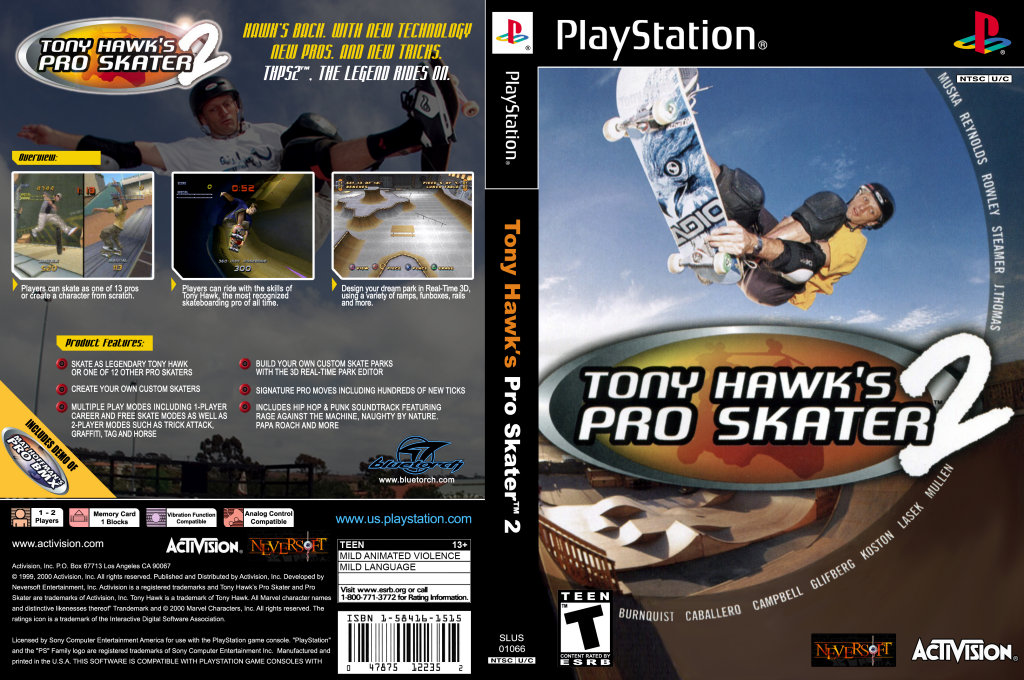 TONY HAWK'S
PRO SKATER 2
HAWK'S BACK. WITH NEW TECHNOLOGY
NEW PROS. AND NEW TRICKS.
THPS2™. THE LEGEND RIDES ON.
Overview:
Players can skate as one of 13 pros
or create a character from scratch.
Players can ride with the skills of
Tony Hawk, the most recognized
skateboarding pro of all time.
Design your dream park in Real-Time 3D,
using a variety of ramps, funboxes, rails
and more.
0:52
300
Product Features:
SKATE AS LEGENDARY TONY HAWK
OR ONE OF 12 OTHER PRO SKATERS
CREATE YOUR OWN CUSTOM SKATERS
MULTIPLE PLAY MODES INCLUDING 1-PLAYER
CAREER AND FREE SKATE MODES AS WELL AS
2-PLAYER MODES SUCH AS TRICK ATTACK,
GRAFFITI, TAG AND HORSE
BUILD YOUR OWN CUSTOM SKATE PARKS
WITH THE 3D REAL-TIME PARK EDITOR
SIGNATURE PRO MOVES INCLUDING HUNDREDS OF NEW TICKS
INCLUDES HIP HOP & PUNK SOUNDTRACK FEATURING
RAGE AGAINST THE MACHINE, NAUGHTY BY NATURE.
PAPA ROACH AND MORE
INCLUDES DEMO OF
PRO BMX
bluetorch
www.bluetorch.com
1 - 2
Players
Memory Card
1 Blocks
Vibration Function
Compatible
Analog Control
Compatible
www.us.playstation.com
www.activision.com
ACTIVISION®
NEVERSOFT
TEEN 13+
MILD ANIMATED VIOLENCE
MILD LANGUAGE
Visit www.esrb.org or call
1-800-771-3772 for Rating Information.
Activision, Inc. P.O. Box 67713 Los Angeles CA 90067
© 1999, 2000 Activision, Inc. All rights reserved. Published and Distributed by Activision, Inc. Developed by
Neversoft Entertainment, Inc. Activision is a registered trademarks and Tony Hawk's Pro Skater and Pro
Skater are trademarks of Activision, Inc. Tony Hawk is a trademark of Tony Hawk. All Marvel character names
and distinctive likenesses thereof" Trandemark and © 2000 Marvel Characters, Inc. All rights reserved. The
ratings icon is a trademark of the Interactive Digital Software Association.
Licensed by Sony Computer Entertainment America for use with the PlayStation game console. "PlayStation"
and the "PS" Family logo are registered trademarks of Sony Computer Entertainment Inc. Manufactured and
printed in the U.S.A. THIS SOFTWARE IS COMPATIBLE WITH PLAYSTATION GAME CONSOLES WITH
ISBN 1-58416-1515
0 47875 12235 2
PlayStation®
Tony Hawk's Pro Skater™ 2
SLUS
01066
NTSC U/C
PlayStation®
NTSC U/C
MUSKA REYNOLDS ROWLEY STEAMER J.THOMAS
TONY HAWK'S
PRO SKATER™ 2
BURNQUIST CABALLERO CAMPBELL GLIFBERG KOSTON LASEK MULLEN
TEEN
T
™
CONTENT RATED BY
ESRB
NEVERSOFT
ACTIVISION®